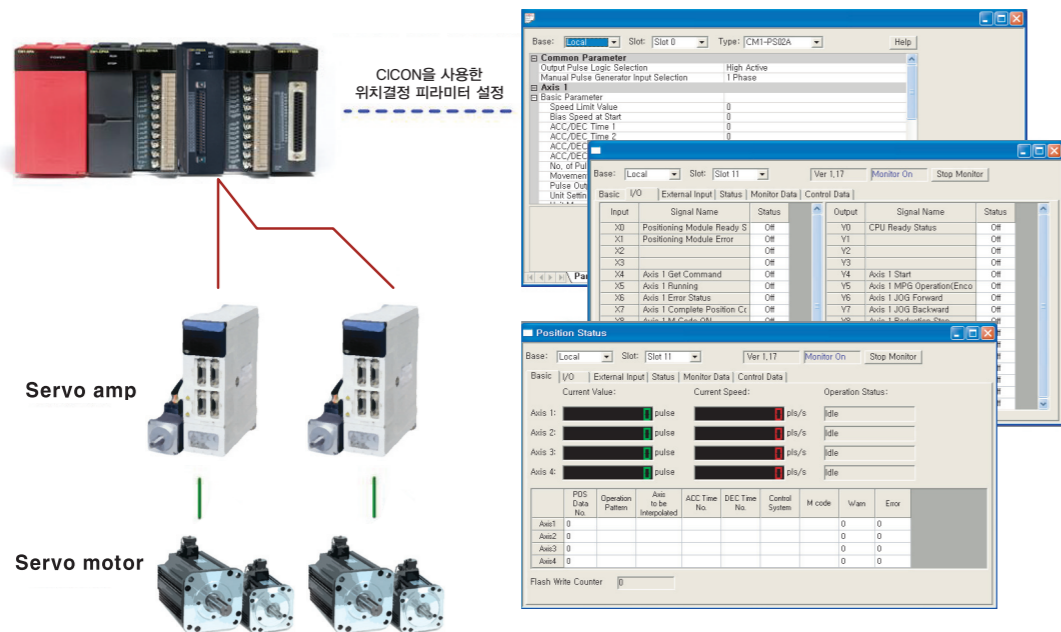 CICON을 사용한
위치결정 피라미터 설정
Servo amp
Servo motor
Base: Local Slot: Slot 0 Type: CM1-PS02A Help
Common Parameter
Output Pulse Logic Selection High Active
Manual Pulse Generator Input Selection 1 Phase
Axis 1
Basic Parameter
Speed Limit Value 0
Bias Speed at Start 0
ACC/DEC Time 1 0
ACC/DEC Time 2 0
ACC/DEC
ACC/DEC
No, of Pul
Movemen
Pulse Out
Unit Settin
Par
Base: Local Slot: Slot 11 Ver 1,17 Monitor On Stop Monitor
Basic I/O External Input Status Monitor Data Control Data
Input Signal Name Status Output Signal Name Status
X0 Positioning Module Ready S Off Y0 CPU Ready Status Off
X1 Positioning Module Error Off Y1 Off
X2 Off Y2 Off
X3 Off Y3 Off
X4 Axis 1 Get Command Off Y4 Axis 1 Start Off
X5 Axis 1 Running Off Y5 Axis 1 MPG Operation(Enco Off
X6 Axis 1 Error Status Off Y6 Axis 1 JOG Forward Off
X7 Axis 1 Complete Position Cc Off Y7 Axis 1 JOG Backward Off
Position Status
Base: Local Slot: Slot 11 Ver 1,17 Monitor On Stop Monitor
Basic I/O External Input Status Monitor Data Control Data
Current Value: Current Speed: Operation Status:
Axis 1: 0 pulse 0 pls/s Idle
Axis 2: 0 pulse 0 pls/s Idle
Axis 3: 0 pulse 0 pls/s Idle
Axis 4: 0 pulse 0 pls/s Idle
POS Data No. Operation Pattern Axis to be Interpolated ACC Time No. DEC Time No. Control System M code Warn Error
Axis1 0 0 0
Axis2 0 0 0
Axis3 0 0 0
Axis4 0 0 0
Flash Write Counter 0